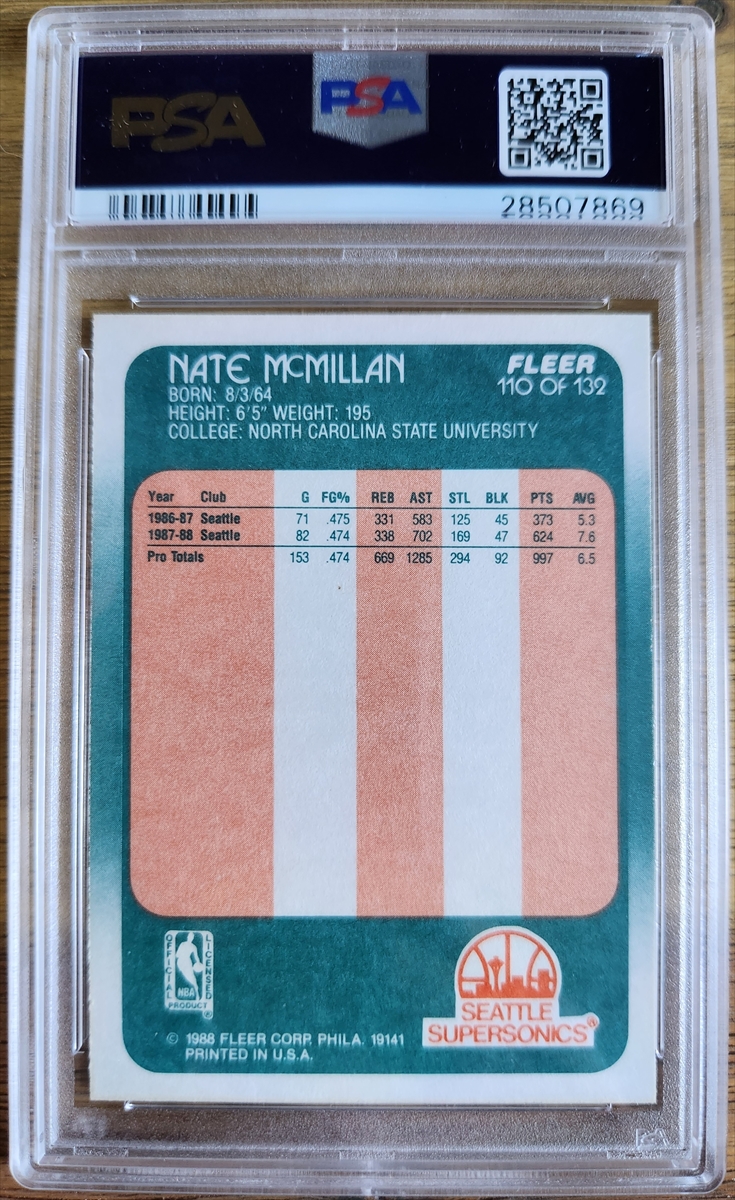 PSA PSA
28507869
NATE McMILLAN
FLEER
BORN: 8/3/64
110 OF 132
HEIGHT: 6'5" WEIGHT: 195
COLLEGE: NORTH CAROLINA STATE UNIVERSITY
Year Club G FG% REB AST STL BLK PTS AVG
1986-87 Seattle 71 .475 331 583 125 45 373 5.3
1987-88 Seattle 82 .474 338 702 169 47 624 7.6
Pro Totals 153 .474 669 1285 294 92 997 6.5
OFFICIAL LICENSED
NBA
PRODUCT ®
SEATTLE
SUPERSONICS®
© 1988 FLEER CORP. PHILA. 19141
PRINTED IN U.S.A.
PSA